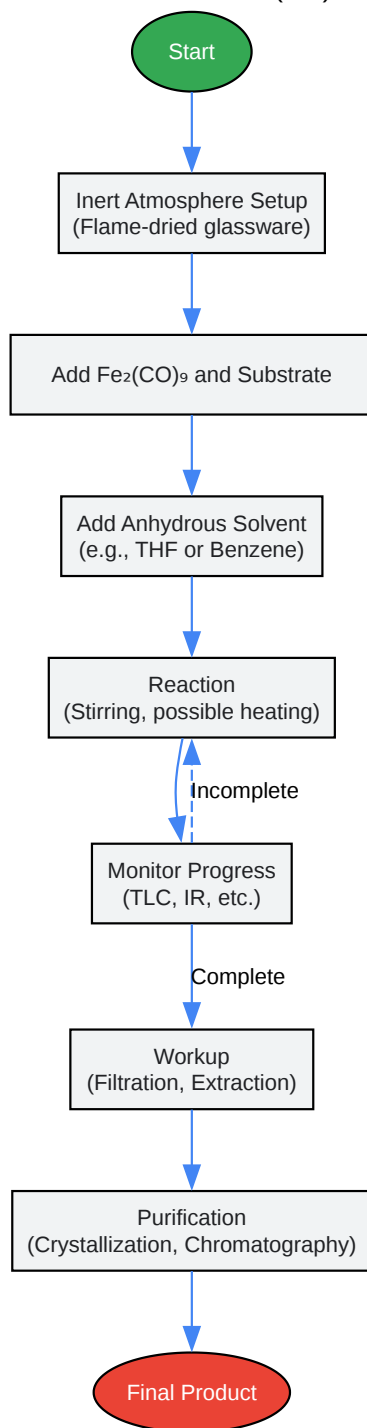 Start
Inert Atmosphere Setup
(Flame-dried glassware)
Add Fe₂(CO)₉ and Substrate
Add Anhydrous Solvent
(e.g., THF or Benzene)
Reaction
(Stirring, possible heating)
Incomplete
Monitor Progress
(TLC, IR, etc.)
Complete
Workup
(Filtration, Extraction)
Purification
(Crystallization, Chromatography)
Final Product